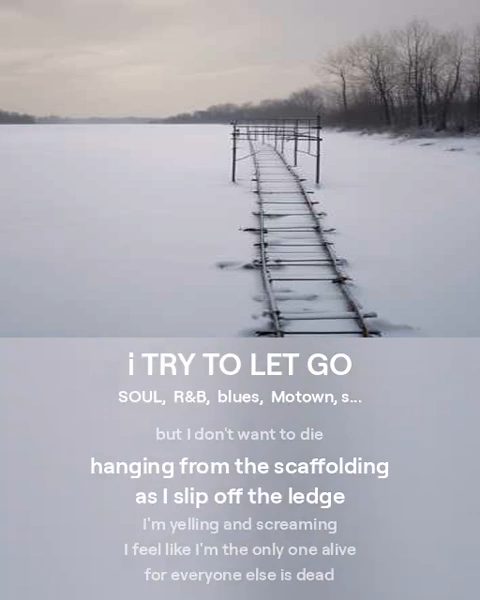 i TRY TO LET GO
SOUL, R&B, blues, Motown, s...
but I don't want to die
hanging from the scaffolding
as I slip off the ledge
I'm yelling and screaming
I feel like I'm the only one alive
for everyone else is dead